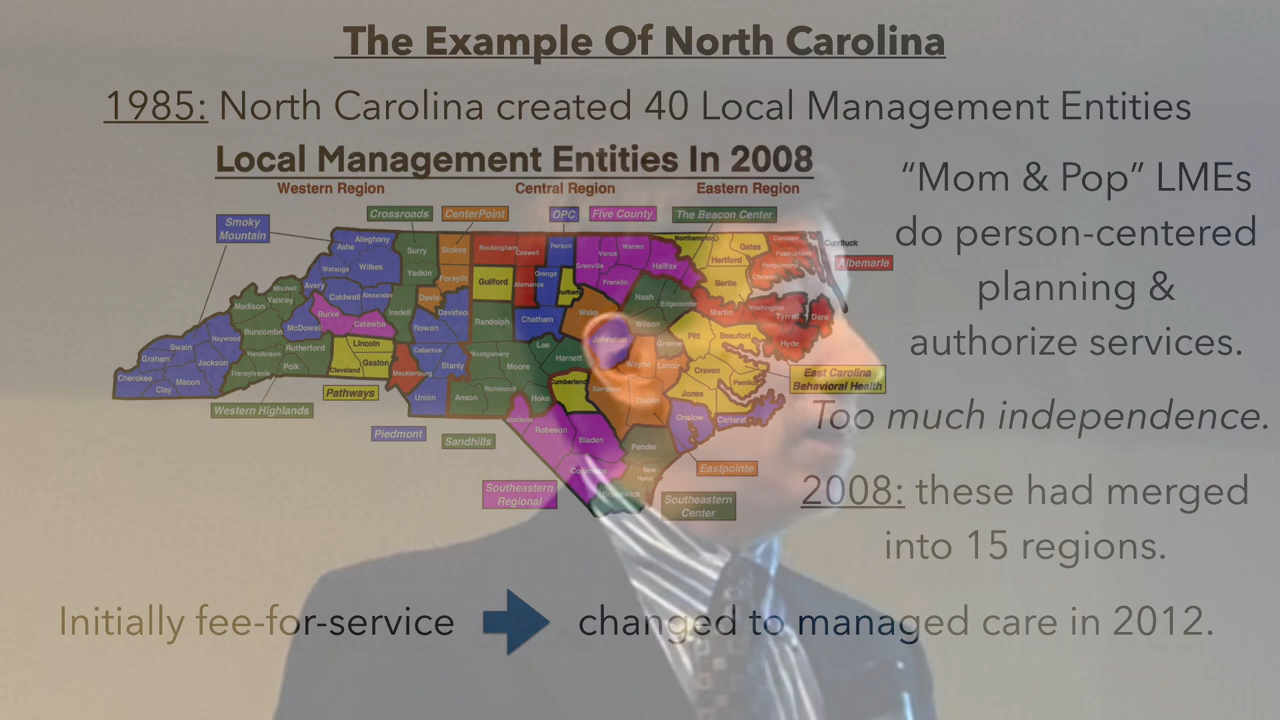 The Example Of North Carolina
1985: North Carolina created 40 Local Management Entities
Local Management Entities In 2008
Western Region
Central Region
Eastern Region
Crossroads
CenterPoint
OPC
Five County
The Beacon Center
Smoky
Mountain
Albemarle
Currituck
Alleghany
Ashe
Surry
Stokes
Rockingham
Caswell
Person
Vance
Warren
Granville
Northampton
Gates
Hertford
Halifax
Bertie
Camden
Pasquotank
Perquimans
Chowan
Watauga
Wilkes
Yadkin
Forsyth
Guilford
Alamance
Orange
Durham
Franklin
Nash
Edgecombe
Martin
Washington
Tyrrell
Dare
Hyde
Mitchell
Avery
Yancey
Madison
Caldwell
Alexander
Iredell
Davie
Davidson
Randolph
Chatham
Wake
Wilson
Pitt
Beaufort
Burke
McDowell
Catawba
Rowan
Buncombe
Haywood
Swain
Graham
Jackson
Cherokee
Clay
Macon
Henderson
Rutherford
Polk
Transylvania
Lincoln
Cleveland
Gaston
Mecklenburg
Cabarrus
Stanly
Union
Anson
Montgomery
Moore
Richmond
Lee
Harnett
Hoke
Cumberland
Johnston
Wayne
Greene
Lenoir
Craven
Pamlico
Jones
Sampson
Duplin
Onslow
Carteret
Scotland
Robeson
Bladen
Columbus
Pender
New
Hanover
Brunswick
Pathways
Western Highlands
Piedmont
Sandhills
Southeastern
Regional
Southeastern
Center
Eastpointe
East Carolina
Behavioral Health
“Mom & Pop” LMEs
do person-centered
planning &
authorize services.
Too much independence.
2008: these had merged
into 15 regions.
Initially fee-for-service
changed to managed care in 2012.